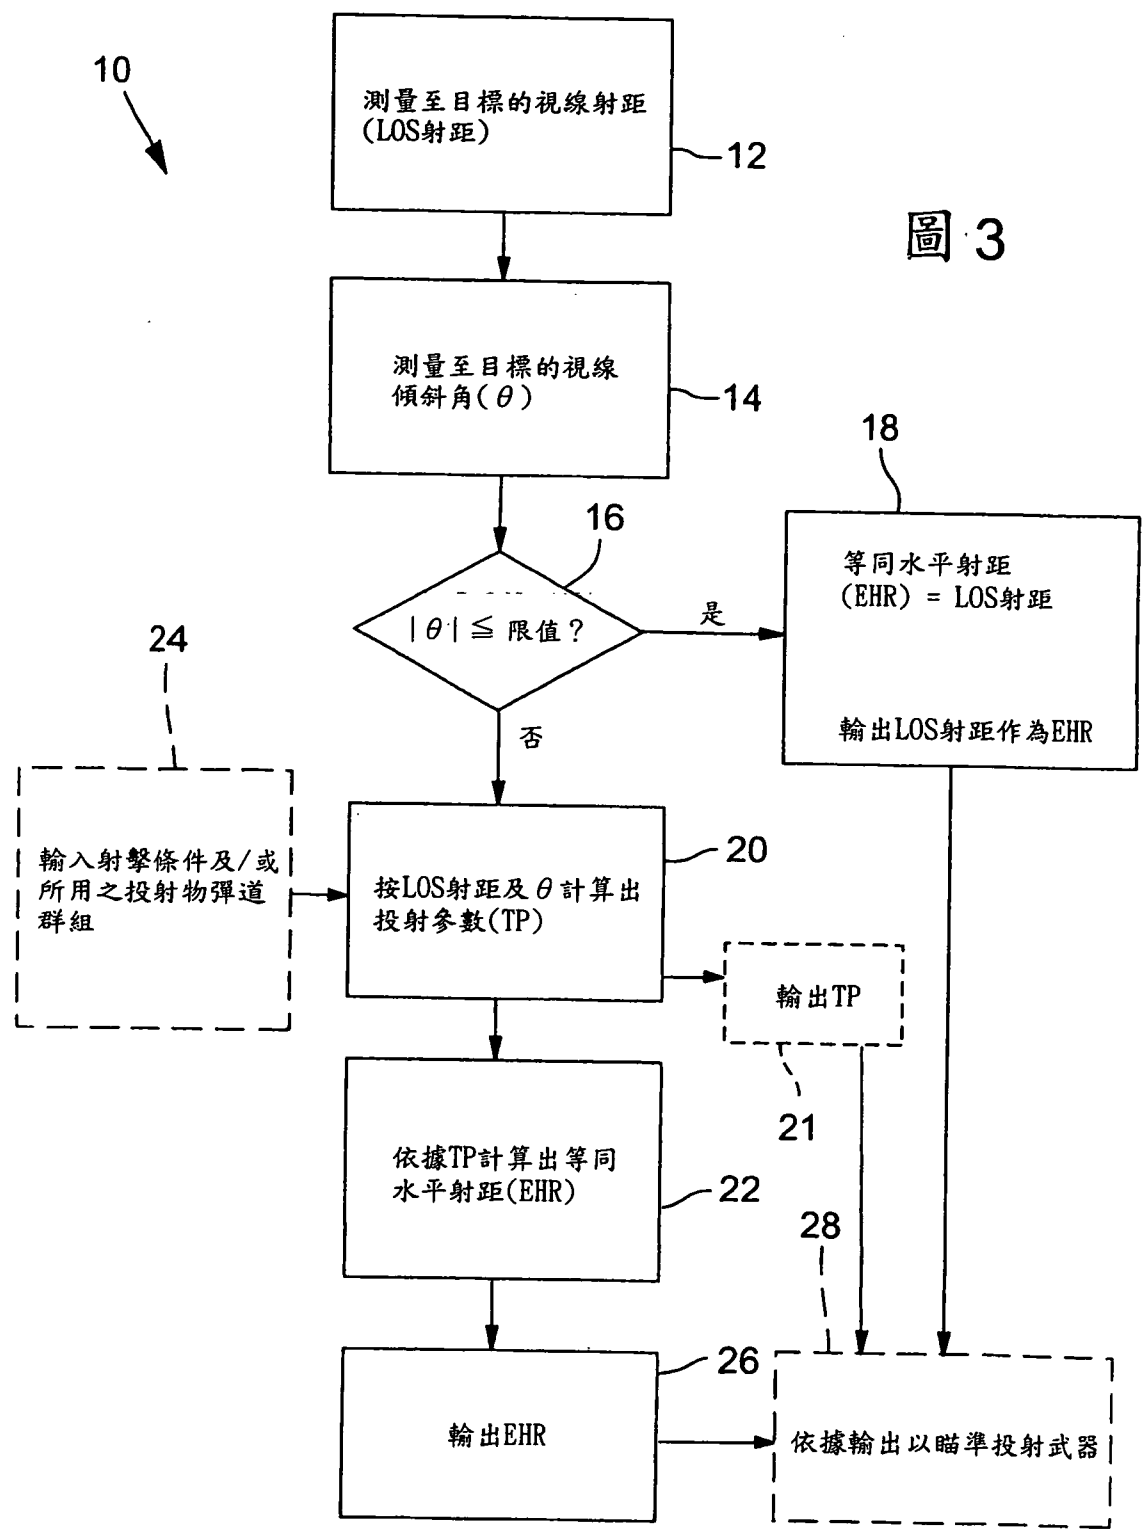 10
測量至目標的視線射距
(LOS射距)
12
圖 3
測量至目標的視線
傾斜角(θ)
14
16
|θ|≦ 限值？
是
否
18
等同水平射距
(EHR) = LOS射距
輸出LOS射距作為EHR
24
輸入射擊條件及/或
所用之投射物彈道
群組
20
按LOS射距及θ計算出
投射參數(TP)
輸出TP
21
依據TP計算出等同
水平射距(EHR)
22
28
26
輸出EHR
依據輸出以瞄準投射武器